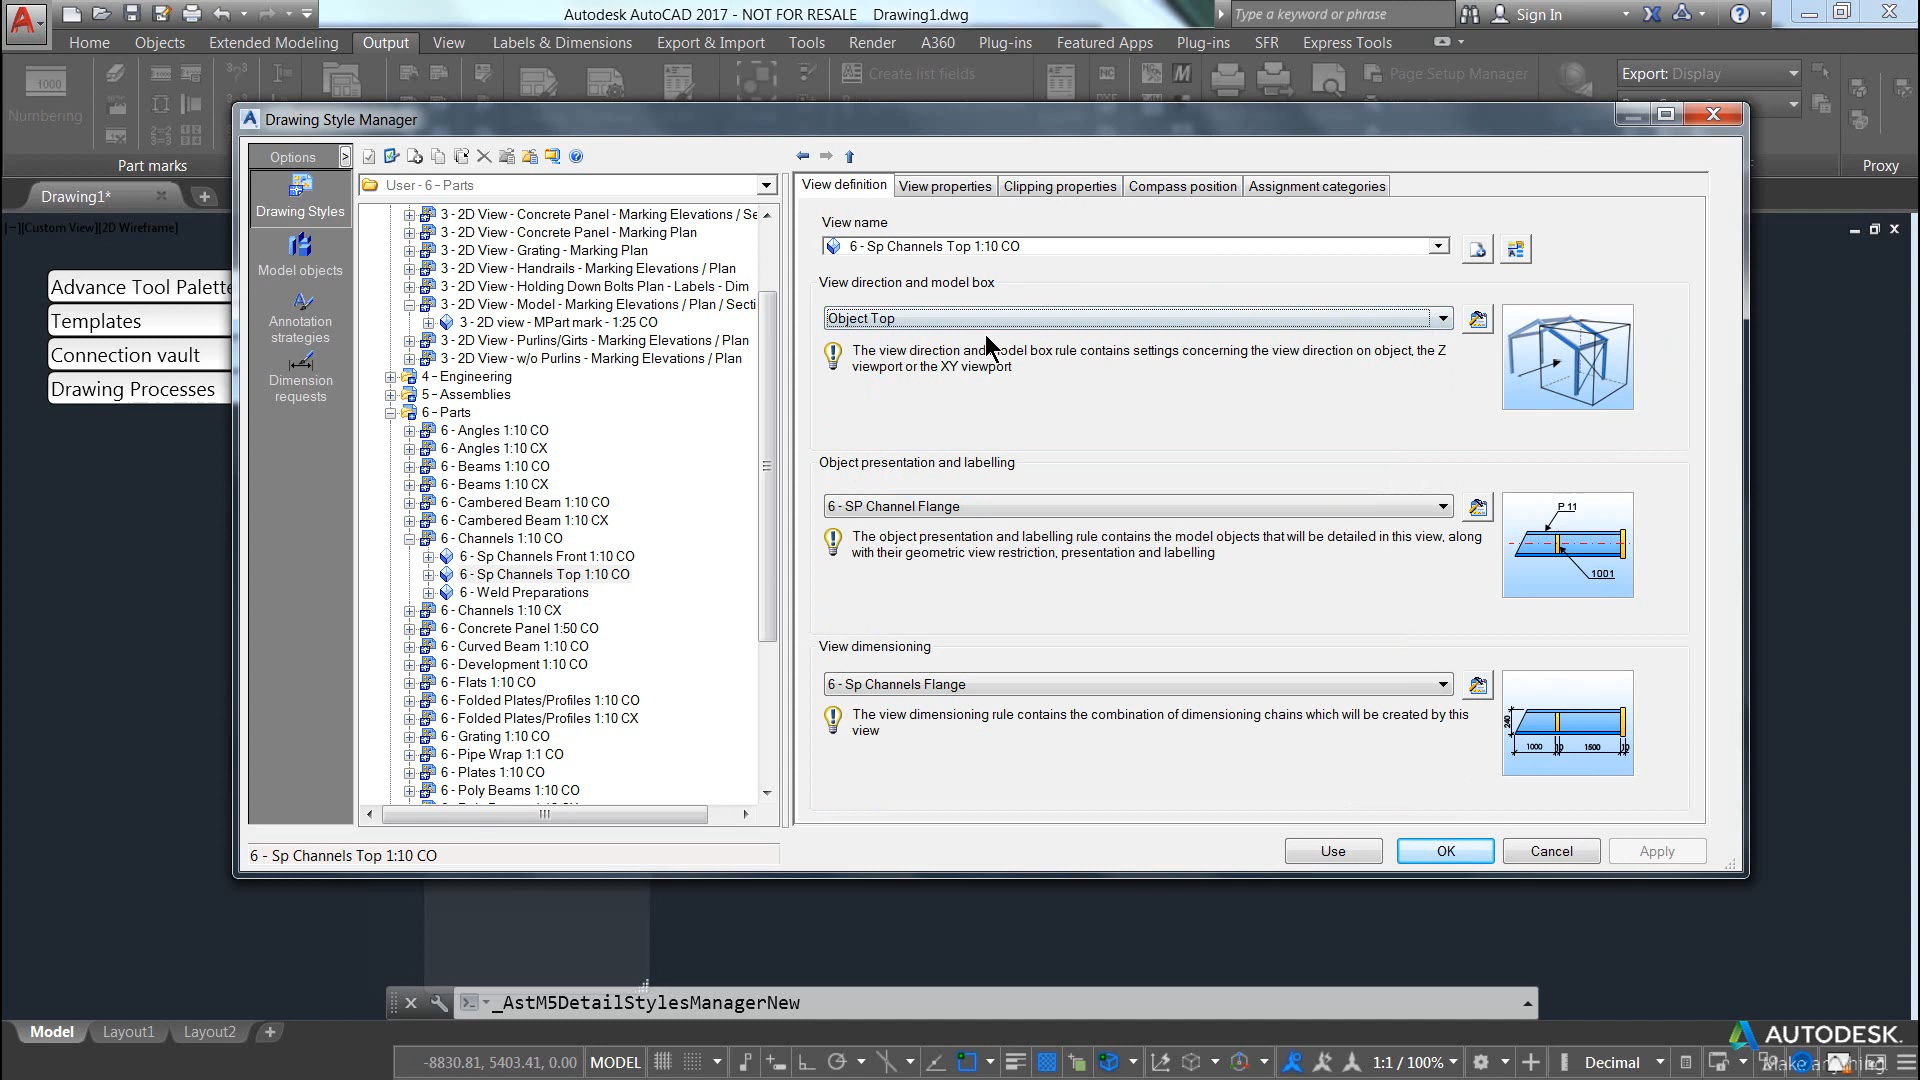 Autodesk AutoCAD 2017 - NOT FOR RESALE Drawing1.dwg
Type a keyword or phrase
Sign In
Home Objects Extended Modeling Output View Labels & Dimensions Export & Import Tools Render A360 Plug-ins Featured Apps Plug-ins SFR Express Tools
Numbering
Create list fields
Page Setup Manager
Export: Display
Part marks
Proxy
Drawing1*
[−][Custom View][2D Wireframe]
Advance Tool Palette
Templates
Connection vault
Drawing Processes
Drawing Style Manager
Options
Drawing Styles
Model objects
Annotation strategies
Dimension requests
User - 6 - Parts
3 - 2D View - Concrete Panel - Marking Elevations / Se
3 - 2D View - Concrete Panel - Marking Plan
3 - 2D View - Grating - Marking Plan
3 - 2D View - Handrails - Marking Elevations / Plan
3 - 2D View - Holding Down Bolts Plan - Labels - Dim
3 - 2D View - Model - Marking Elevations / Plan / Secti
3 - 2D view - MPart mark - 1:25 CO
3 - 2D View - Purlins/Girts - Marking Elevations / Plan
3 - 2D View - w/o Purlins - Marking Elevations / Plan
4 - Engineering
5 - Assemblies
6 - Parts
6 - Angles 1:10 CO
6 - Angles 1:10 CX
6 - Beams 1:10 CO
6 - Beams 1:10 CX
6 - Cambered Beam 1:10 CO
6 - Cambered Beam 1:10 CX
6 - Channels 1:10 CO
6 - Sp Channels Front 1:10 CO
6 - Sp Channels Top 1:10 CO
6 - Weld Preparations
6 - Channels 1:10 CX
6 - Concrete Panel 1:50 CO
6 - Curved Beam 1:10 CO
6 - Development 1:10 CO
6 - Flats 1:10 CO
6 - Folded Plates/Profiles 1:10 CO
6 - Folded Plates/Profiles 1:10 CX
6 - Grating 1:10 CO
6 - Pipe Wrap 1:1 CO
6 - Plates 1:10 CO
6 - Poly Beams 1:10 CO
6 - Sp Channels Top 1:10 CO
View definition View properties Clipping properties Compass position Assignment categories
View name
6 - Sp Channels Top 1:10 CO
View direction and model box
Object Top
The view direction and model box rule contains settings concerning the view direction on object, the Z
viewport or the XY viewport
Object presentation and labelling
6 - SP Channel Flange
The object presentation and labelling rule contains the model objects that will be detailed in this view, along
with their geometric view restriction, presentation and labelling
P 11
1001
View dimensioning
6 - Sp Channels Flange
The view dimensioning rule contains the combination of dimensioning chains which will be created by this
view
240
1000 10 1500 10
Use OK Cancel Apply
_AstM5DetailStylesManagerNew
Model Layout1 Layout2
-8830.81, 5403.41, 0.00 MODEL 1:1 / 100% Decimal
AUTODESK.
Make anything